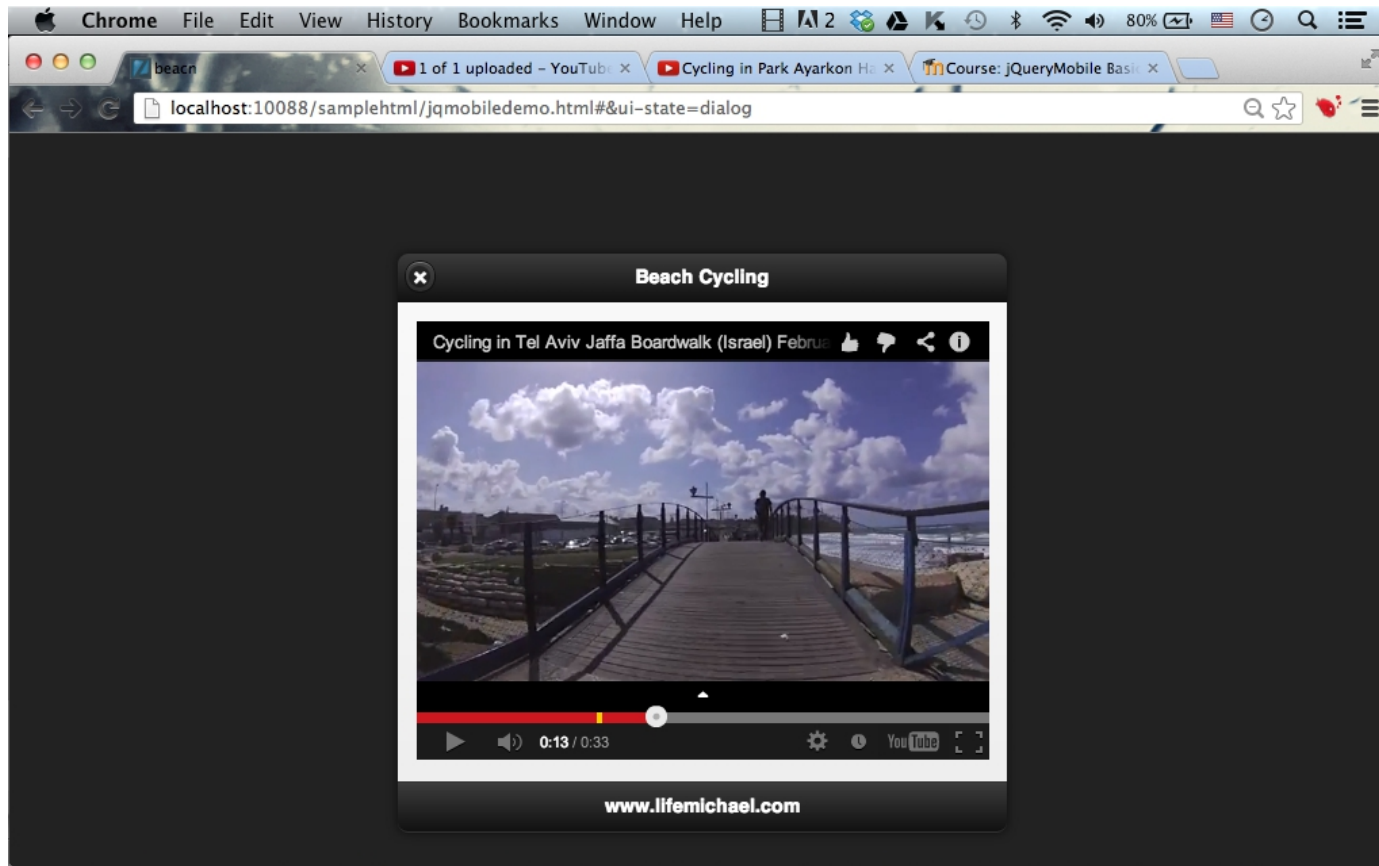 Chrome File Edit View History Bookmarks Window Help 2 80%
beacn
1 of 1 uploaded – YouTub
Cycling in Park Ayarkon Ha
Course: jQueryMobile Basic
localhost:10088/samplehtml/jqmobiledemo.html#&ui-state=dialog
Beach Cycling
Cycling in Tel Aviv Jaffa Boardwalk (Israel) Februa
0:13 / 0:33
YouTube
www.lifemichael.com